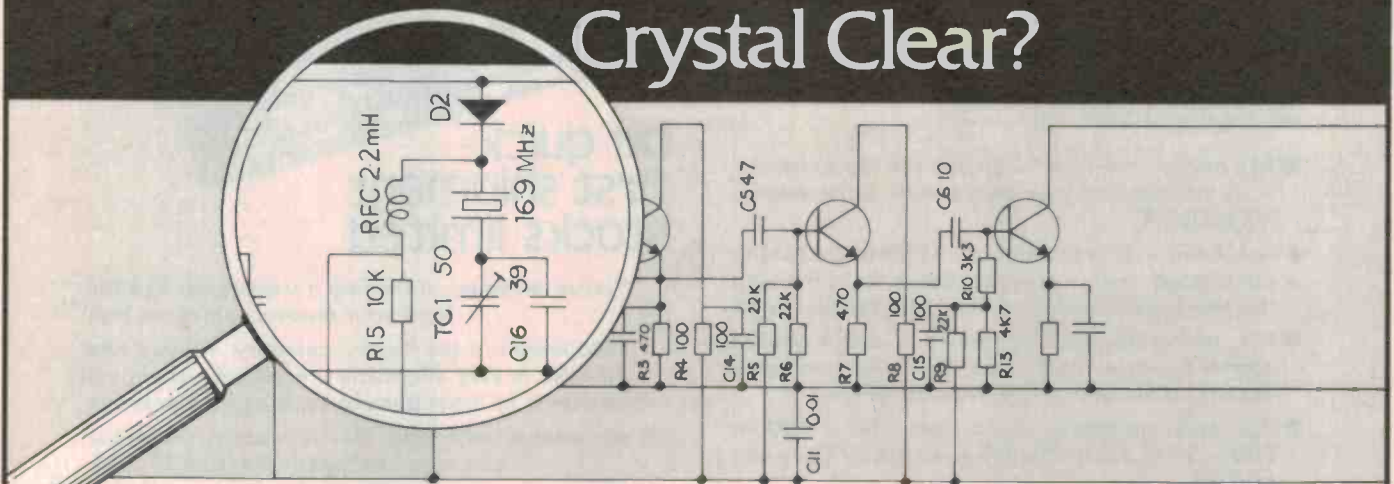 Crystal Clear?
D2
RFC 2·2mH
16·9 MHz
R15 10K
TC1 50
C16 39
R3 470
R4 100
C14 100
C5 47
R5 22K
R6 22K
C11 0·01
R7 470
R8 100
C15 100
R9 22K
C6 10
R10 3K3
R13 4K7